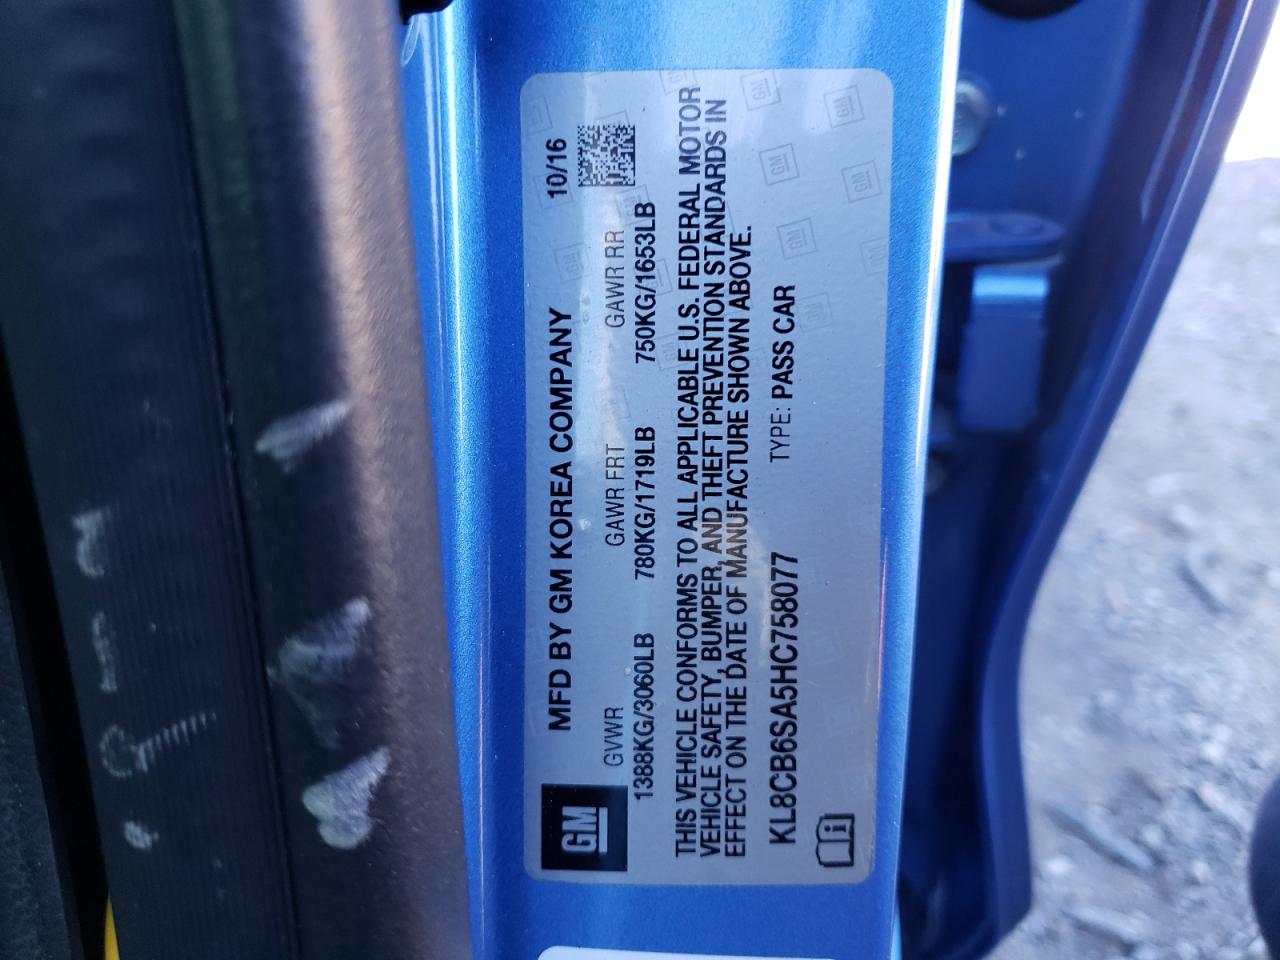 GM
MFD BY GM KOREA COMPANY 10/16
GVWR GAWR FRT GAWR RR
1388KG/3060LB 780KG/1719LB 750KG/1653LB
THIS VEHICLE CONFORMS TO ALL APPLICABLE U.S. FEDERAL MOTOR
VEHICLE SAFETY, BUMPER, AND THEFT PREVENTION STANDARDS IN
EFFECT ON THE DATE OF MANUFACTURE SHOWN ABOVE.
KL8CB6SA5HC758077 TYPE: PASS CAR